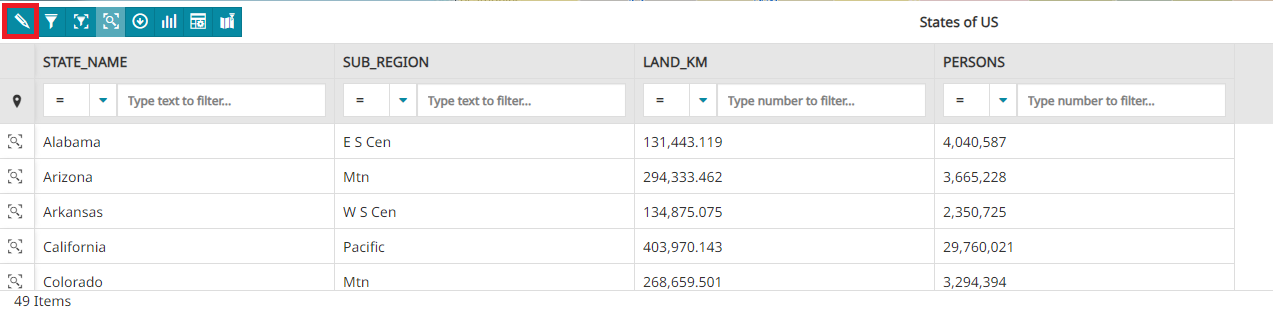 States of US
STATE_NAME SUB_REGION LAND_KM PERSONS
= Type text to filter... = Type text to filter... = Type number to filter... = Type number to filter...
Alabama E S Cen 131,443.119 4,040,587
Arizona Mtn 294,333.462 3,665,228
Arkansas W S Cen 134,875.075 2,350,725
California Pacific 403,970.143 29,760,021
Colorado Mtn 268,659.501 3,294,394
49 Items